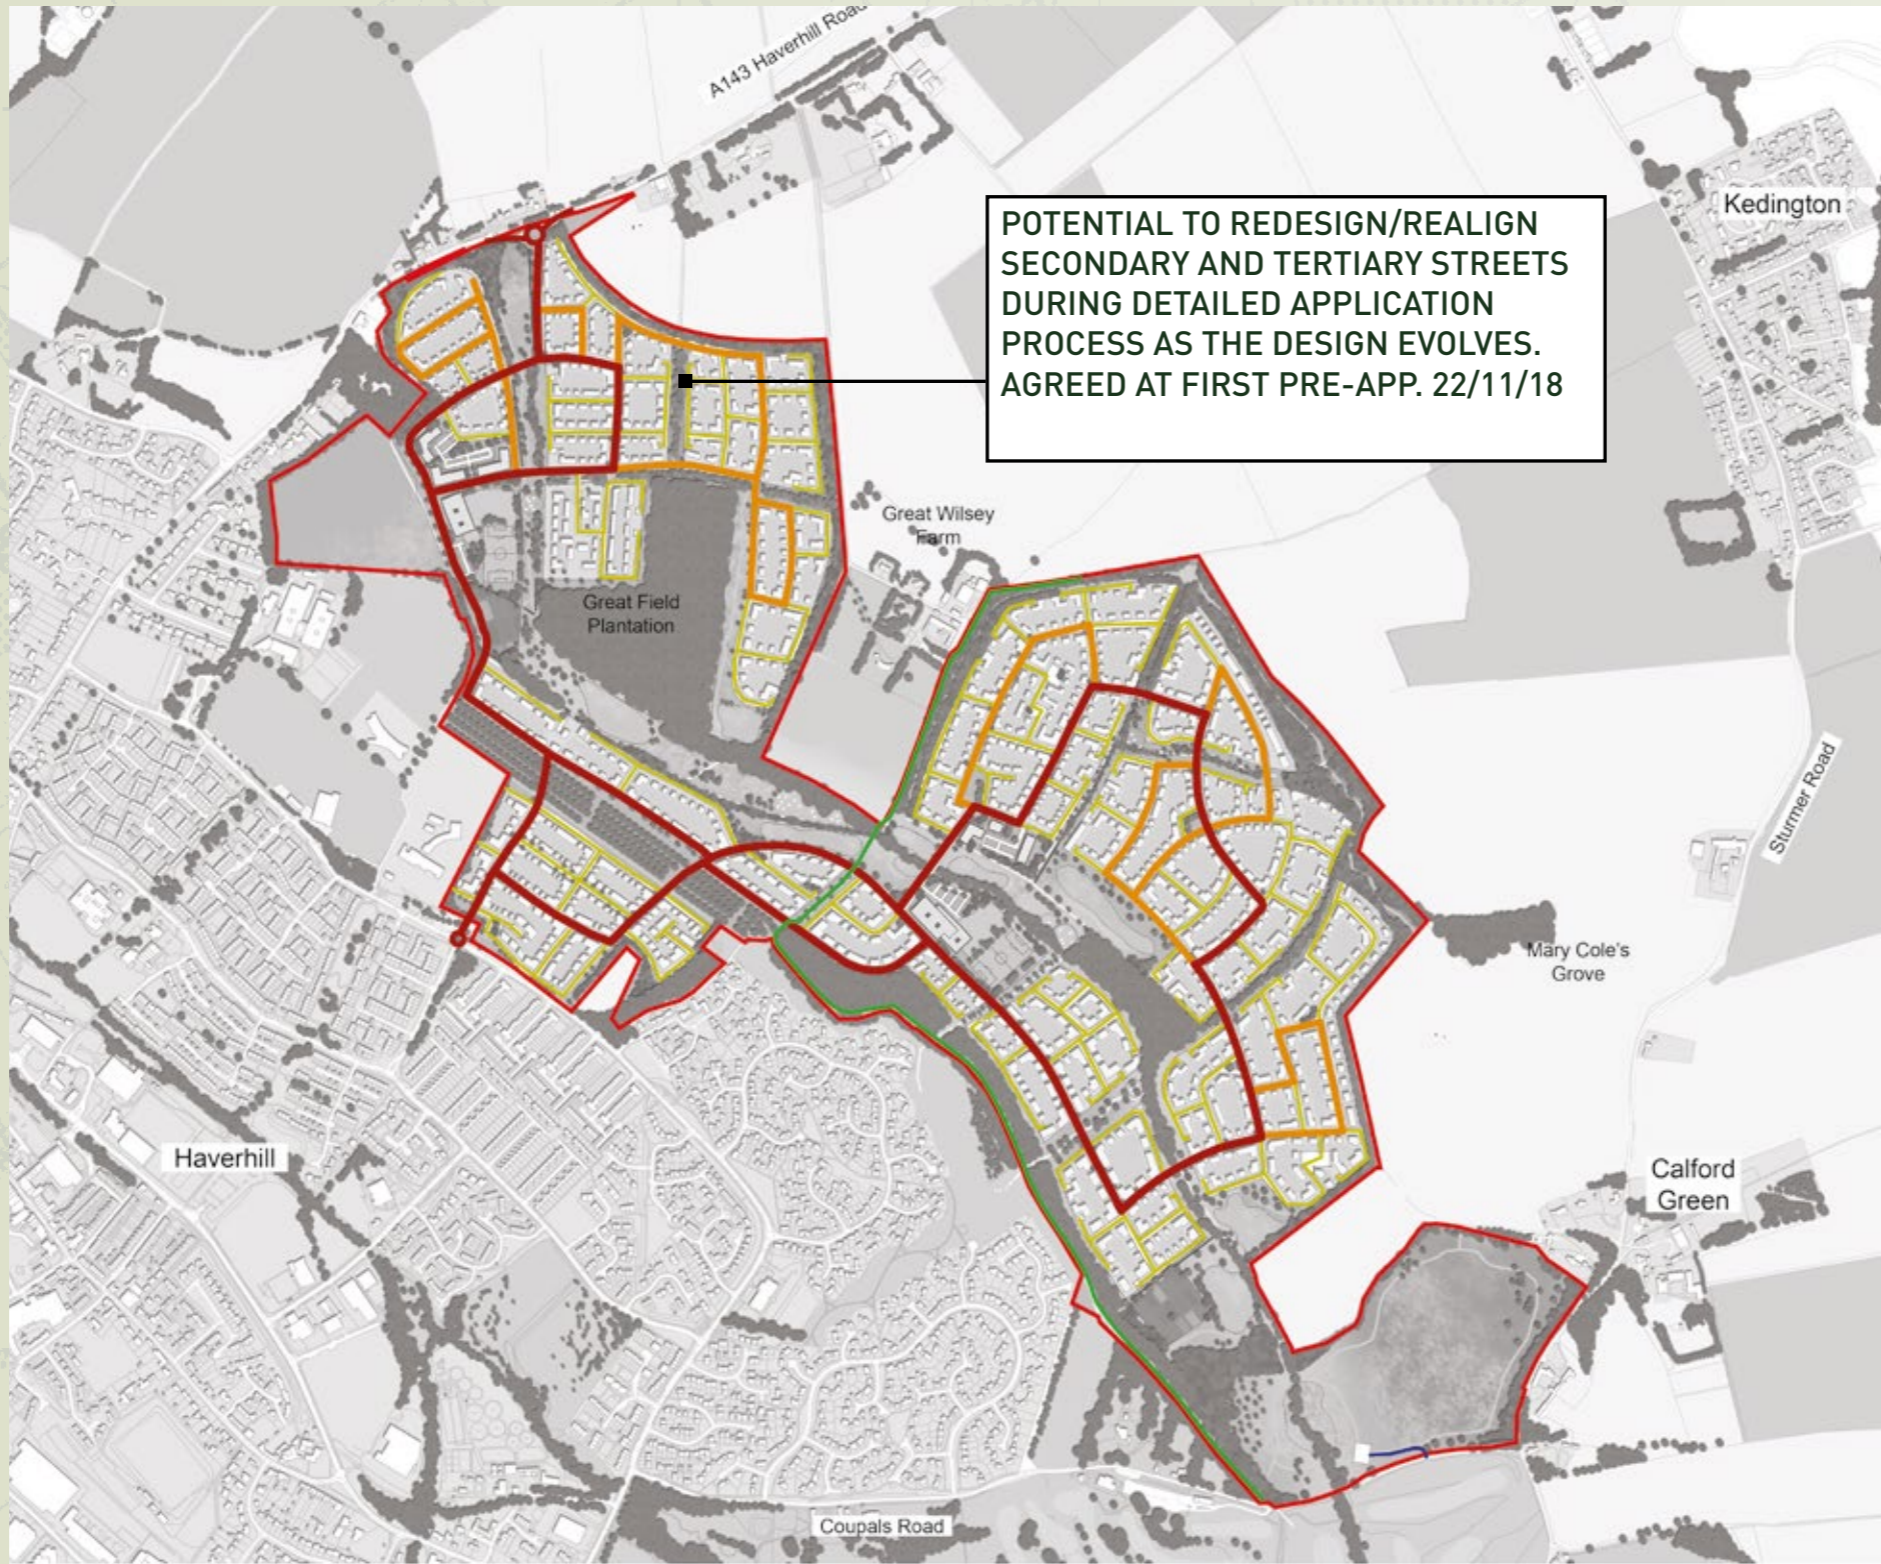 A143 Haverhill Road
POTENTIAL TO REDESIGN/REALIGN
SECONDARY AND TERTIARY STREETS
DURING DETAILED APPLICATION
PROCESS AS THE DESIGN EVOLVES.
AGREED AT FIRST PRE-APP. 22/11/18
Kedington
Great Wilsey
Farm
Great Field
Plantation
Sturmer Road
Mary Cole's
Grove
Haverhill
Calford
Green
Coupals Road